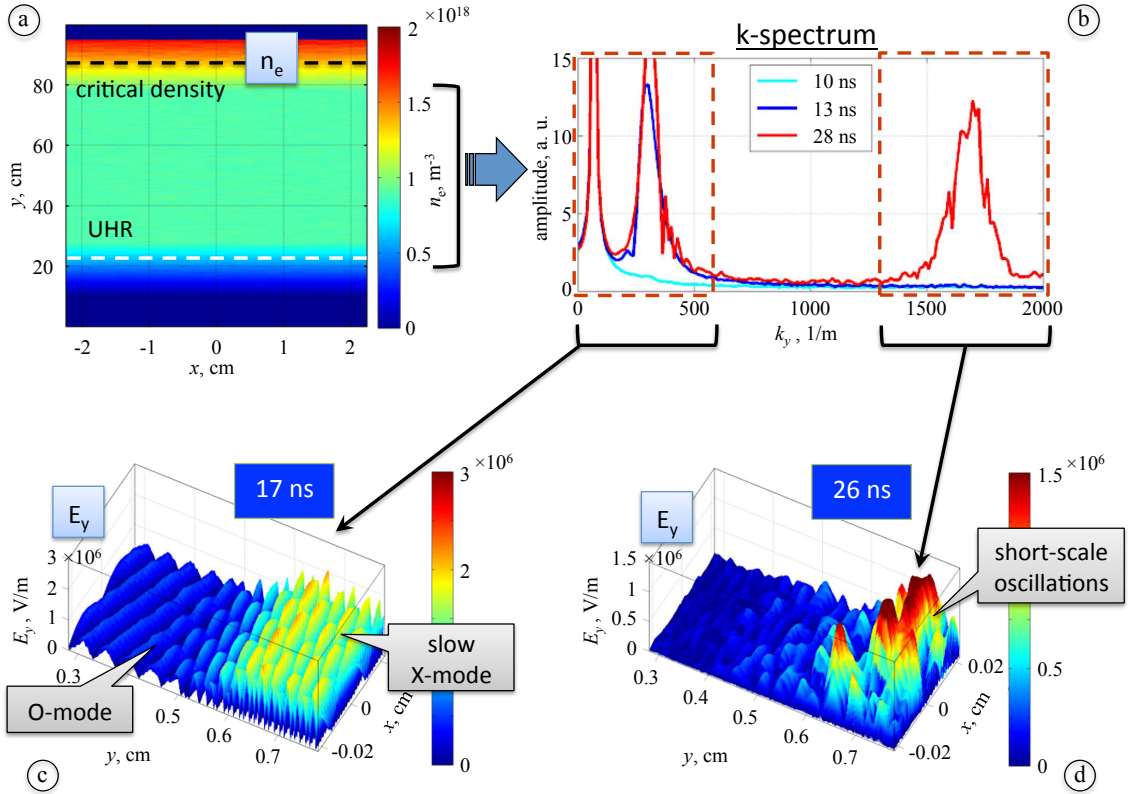 a
×10^18
2
1.5
1
0.5
0
n_e, m^-3
n_e
critical density
UHR
80
60
40
20
y, cm
-2 -1 0 1 2
x, cm
b
k-spectrum
15
10
5
0
amplitude, a. u.
10 ns
13 ns
28 ns
0 500 1000 1500 2000
k_y , 1/m
17 ns
E_y
3 ×10^6
2
1
0
E_y, V/m
0.3
0.5
0.6
0.7
y, cm
-0.02
0
x, cm
O-mode
slow
X-mode
×10^6
3
0
c
26 ns
E_y
×10^6
1.5
1
0.5
0
E_y, V/m
0.3
0.4
0.5
0.6
0.7
y, cm
-0.02
0
0.02
x, cm
short-scale
oscillations
×10^6
1.5
0.5
0
d